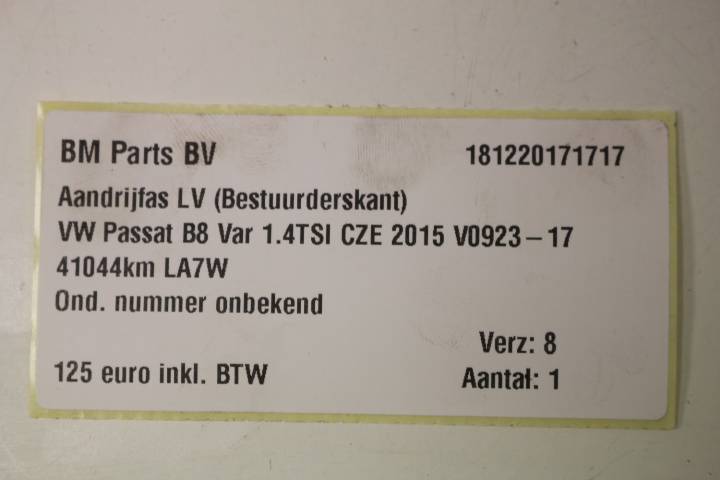 BM Parts BV 181220171717
Aandrijfas LV (Bestuurderskant)
VW Passat B8 Var 1.4TSI CZE 2015 V0923-17
41044km LA7W
Ond. nummer onbekend
Verz: 8
125 euro inkl. BTW Aantal: 1